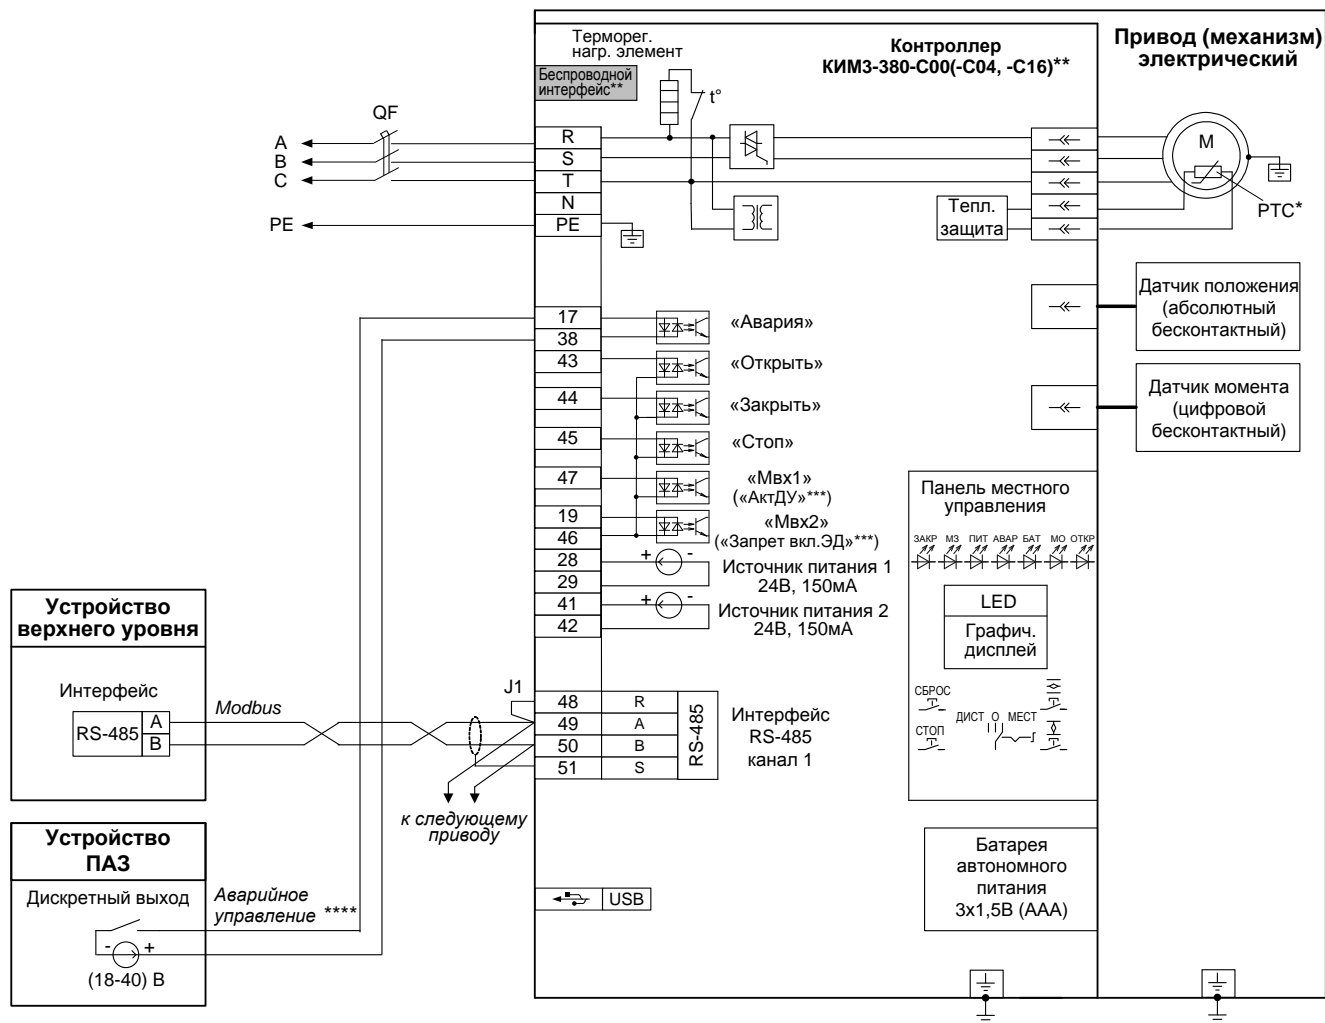 Терморег.
нагр. элемент
Контроллер
КИМ3-380-С00(-С04, -С16)**
Привод (механизм)
электрический
Беспроводной
интерфейс**
t°
QF
A
B
C
PE
R
S
T
N
PE
M
Тепл.
защита
PTC*
17
38
43
44
45
47
19
46
28
29
41
42
«Авария»
«Открыть»
«Закрыть»
«Стоп»
«Мвх1»
(«АктДУ»***)
«Мвх2»
(«Запрет вкл.ЭД»***)
+ -
Источник питания 1
24В, 150мА
+ -
Источник питания 2
24В, 150мА
Датчик положения
(абсолютный
бесконтактный)
Датчик момента
(цифровой
бесконтактный)
Панель местного
управления
ЗАКР МЗ ПИТ АВАР БАТ МО ОТКР
LED
Графич.
дисплей
СБРОС
СТОП
ДИСТ О МЕСТ
Устройство
верхнего уровня
Интерфейс
RS-485
A
B
Modbus
J1
48 R
49 A
50 B
51 S
RS-485
Интерфейс
RS-485
канал 1
к следующему
приводу
Устройство
ПАЗ
Дискретный выход
- +
(18-40) В
Аварийное
управление ****
USB
Батарея
автономного
питания
3х1,5В (ААА)